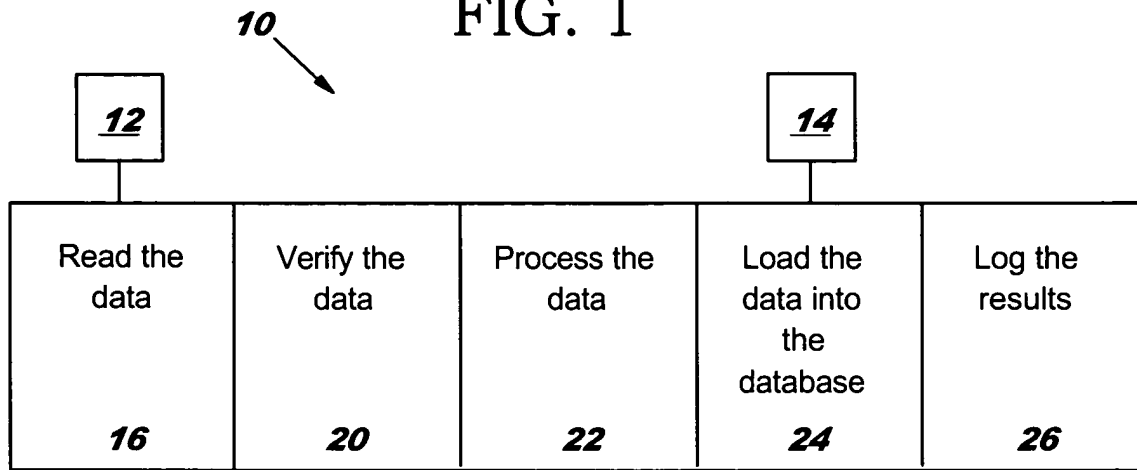 FIG. 1
10
12
14
Read the
data
16
Verify the
data
20
Process the
data
22
Load the
data into
the
database
24
Log the
results
26